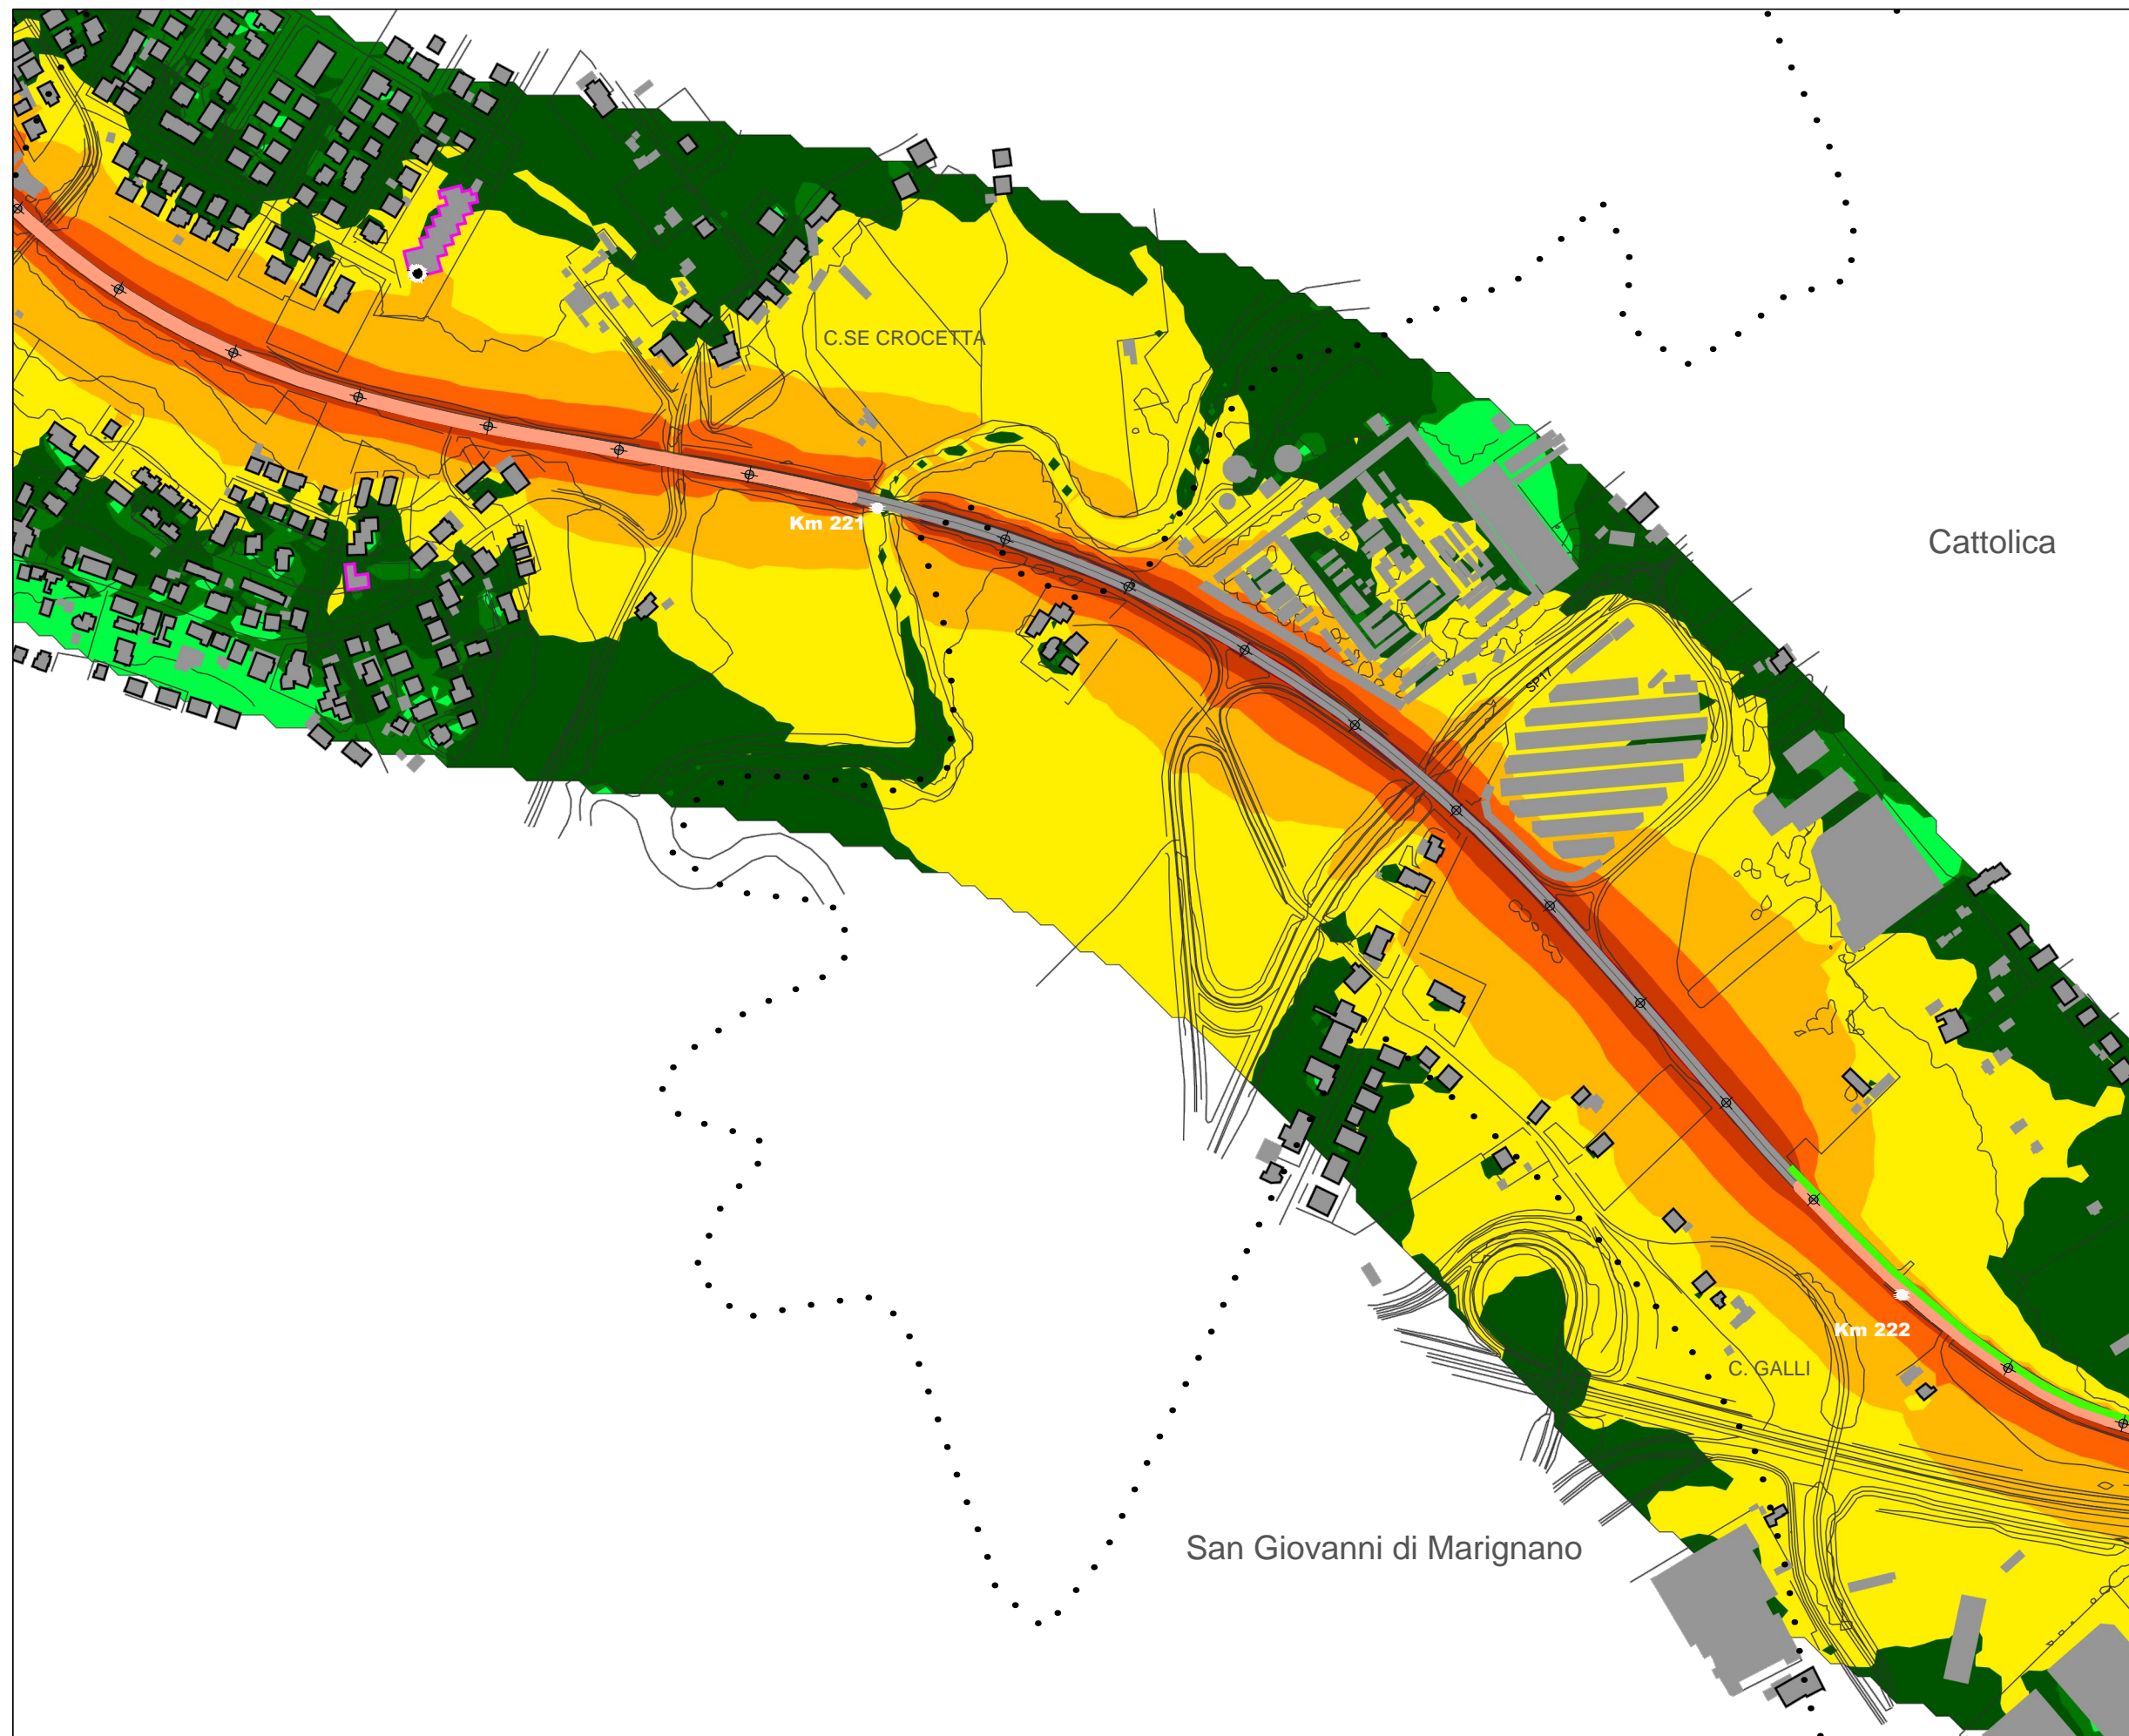 C.SE CROCETTA
Km 221
Cattolica
SP17
Km 222
C. GALLI
San Giovanni di Marignano